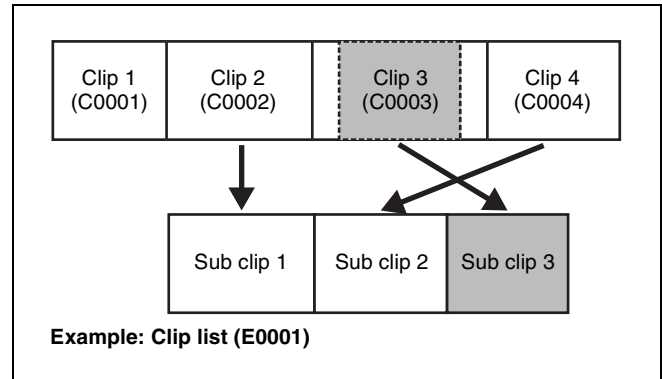 Clip 1
(C0001)
Clip 2
(C0002)
Clip 3
(C0003)
Clip 4
(C0004)
Sub clip 1
Sub clip 2
Sub clip 3
Example: Clip list (E0001)